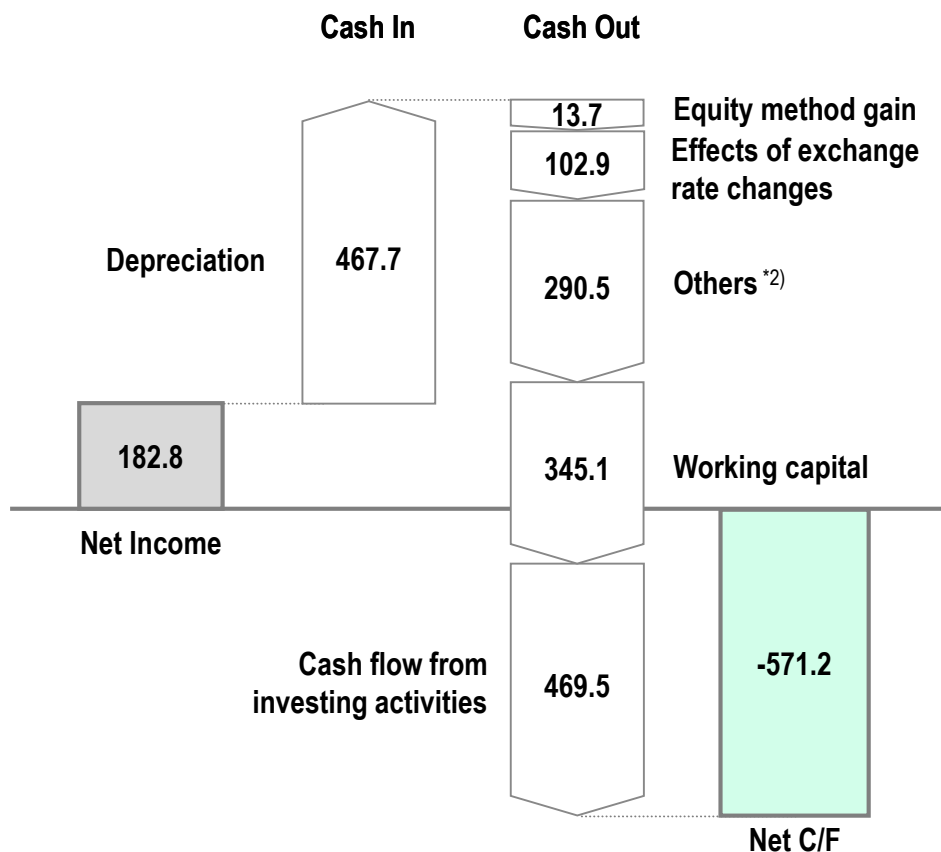 Cash In
Cash Out
13.7
Equity method gain
102.9
Effects of exchange
rate changes
Depreciation
467.7
290.5
Others *2)
182.8
345.1
Working capital
Net Income
Cash flow from
investing activities
469.5
-571.2
Net C/F